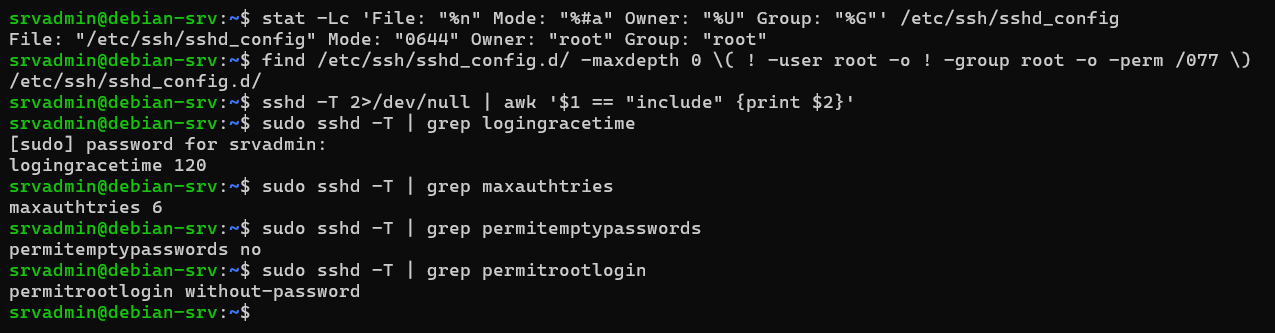 srvadmin@debian-srv:~$ stat -Lc 'File: "%n" Mode: "%#a" Owner: "%U" Group: "%G"' /etc/ssh/sshd_config
File: "/etc/ssh/sshd_config" Mode: "0644" Owner: "root" Group: "root"
srvadmin@debian-srv:~$ find /etc/ssh/sshd_config.d/ -maxdepth 0 \( ! -user root -o ! -group root -o -perm /077 \)
/etc/ssh/sshd_config.d/
srvadmin@debian-srv:~$ sshd -T 2>/dev/null | awk '$1 == "include" {print $2}'
srvadmin@debian-srv:~$ sudo sshd -T | grep logingracetime
[sudo] password for srvadmin:
logingracetime 120
srvadmin@debian-srv:~$ sudo sshd -T | grep maxauthtries
maxauthtries 6
srvadmin@debian-srv:~$ sudo sshd -T | grep permitemptypasswords
permitemptypasswords no
srvadmin@debian-srv:~$ sudo sshd -T | grep permitrootlogin
permitrootlogin without-password
srvadmin@debian-srv:~$